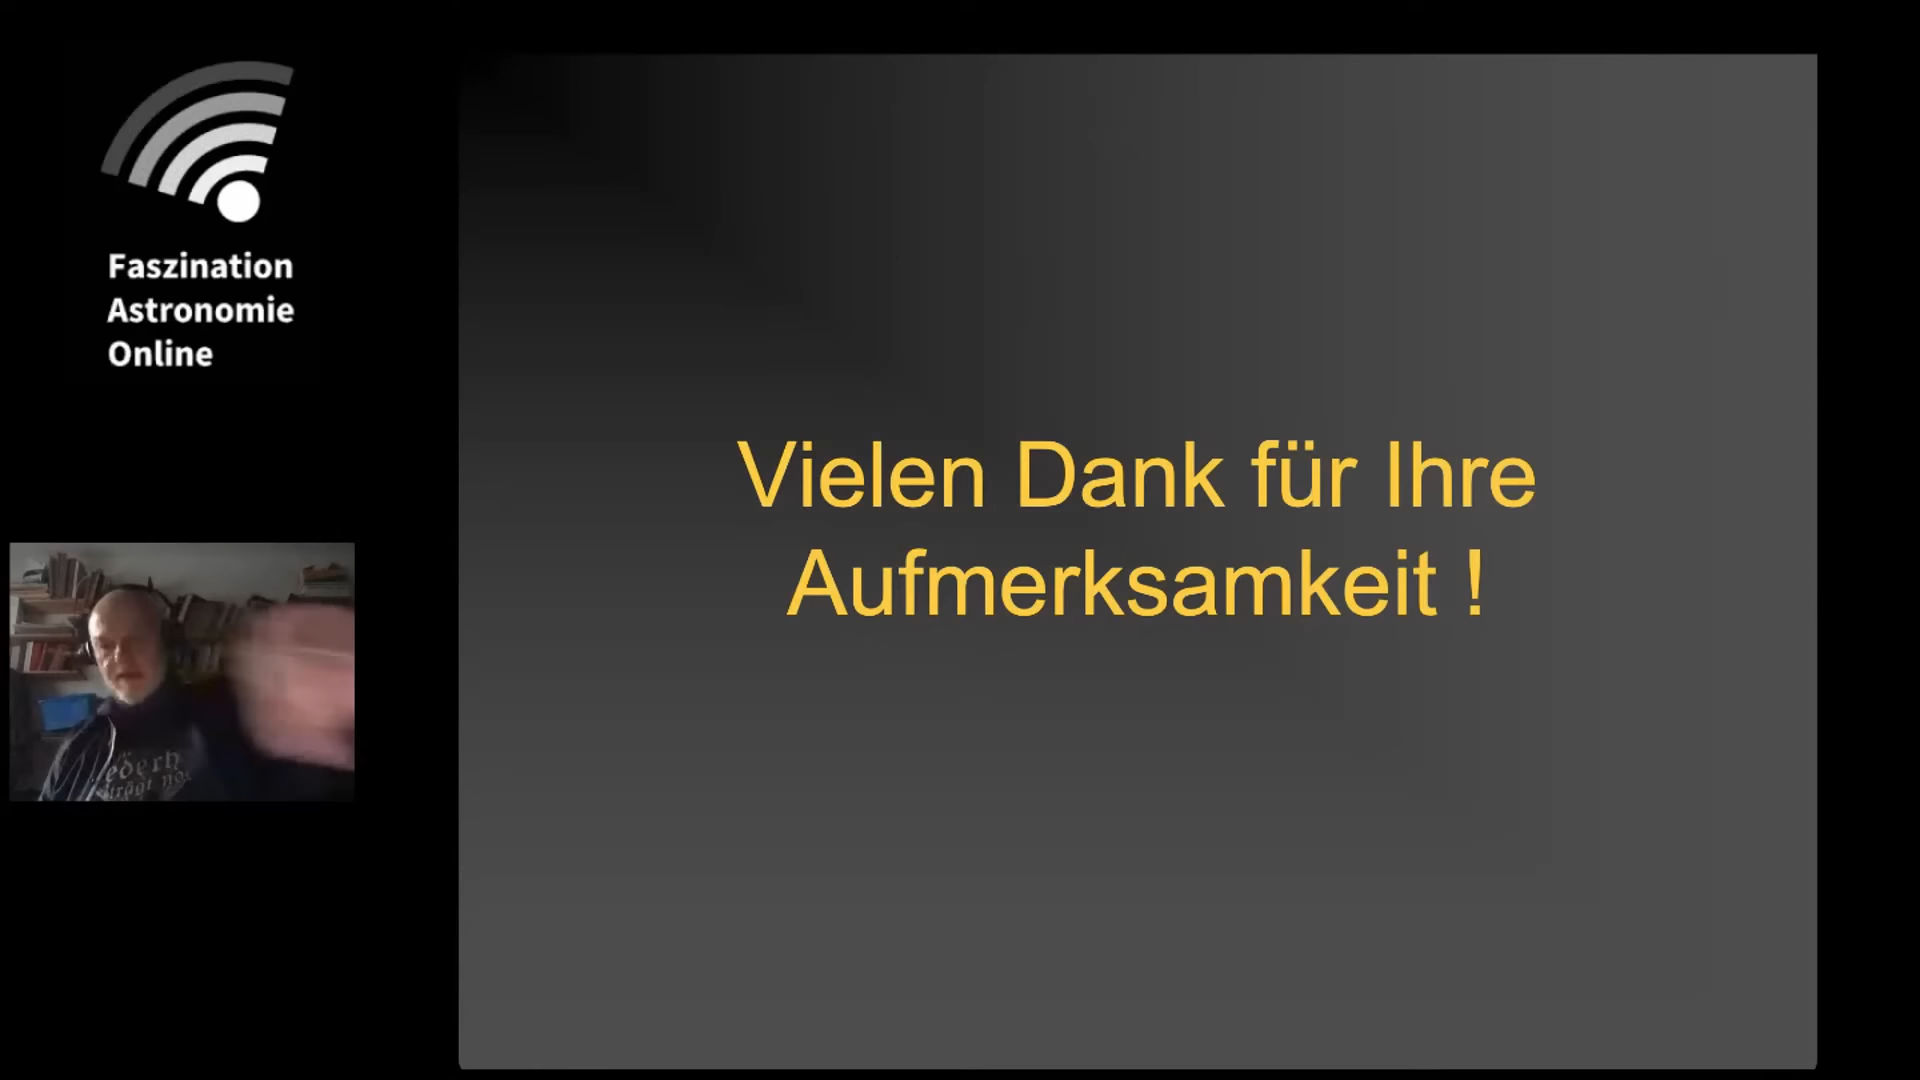 Faszination
Astronomie
Online
Vielen Dank für Ihre
Aufmerksamkeit !